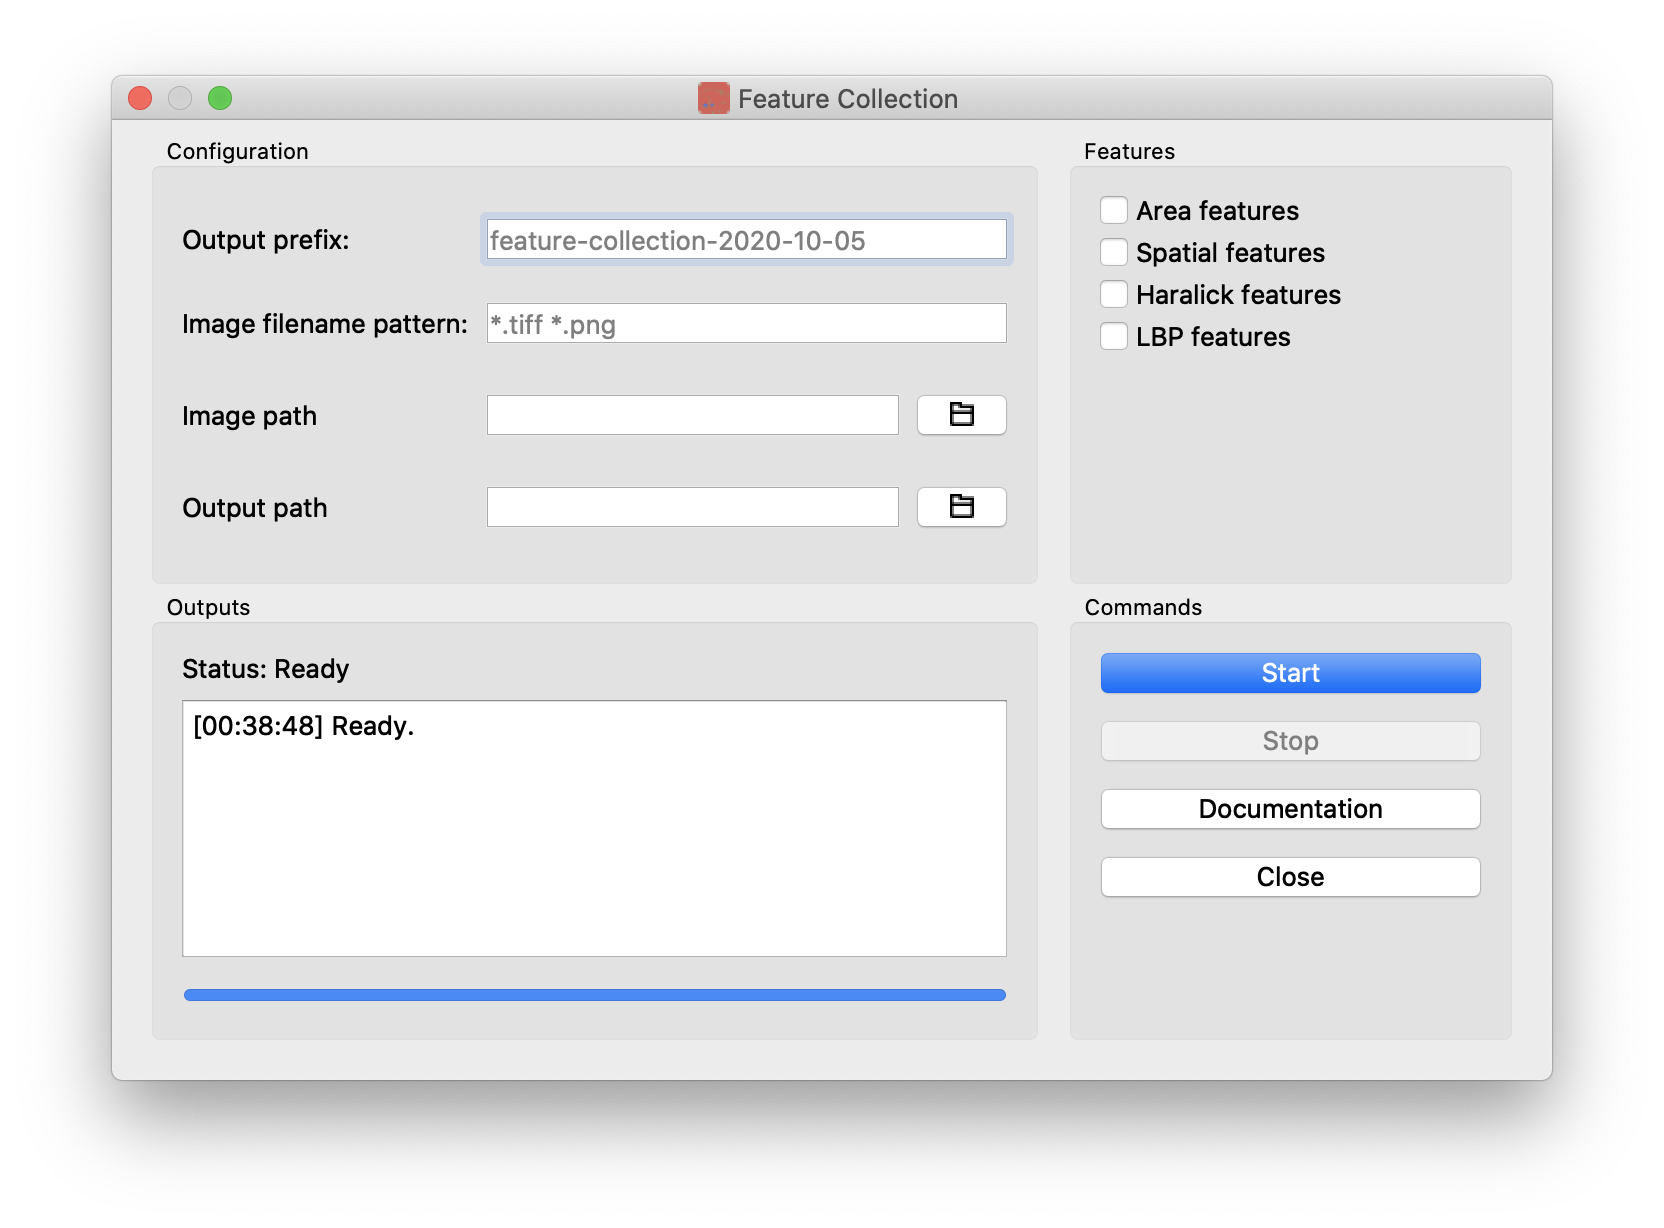 Feature Collection
Configuration
Output prefix:
feature-collection-2020-10-05
Image filename pattern:
*.tiff *.png
Image path
Output path
Features
Area features
Spatial features
Haralick features
LBP features
Outputs
Status: Ready
[00:38:48] Ready.
Commands
Start
Stop
Documentation
Close